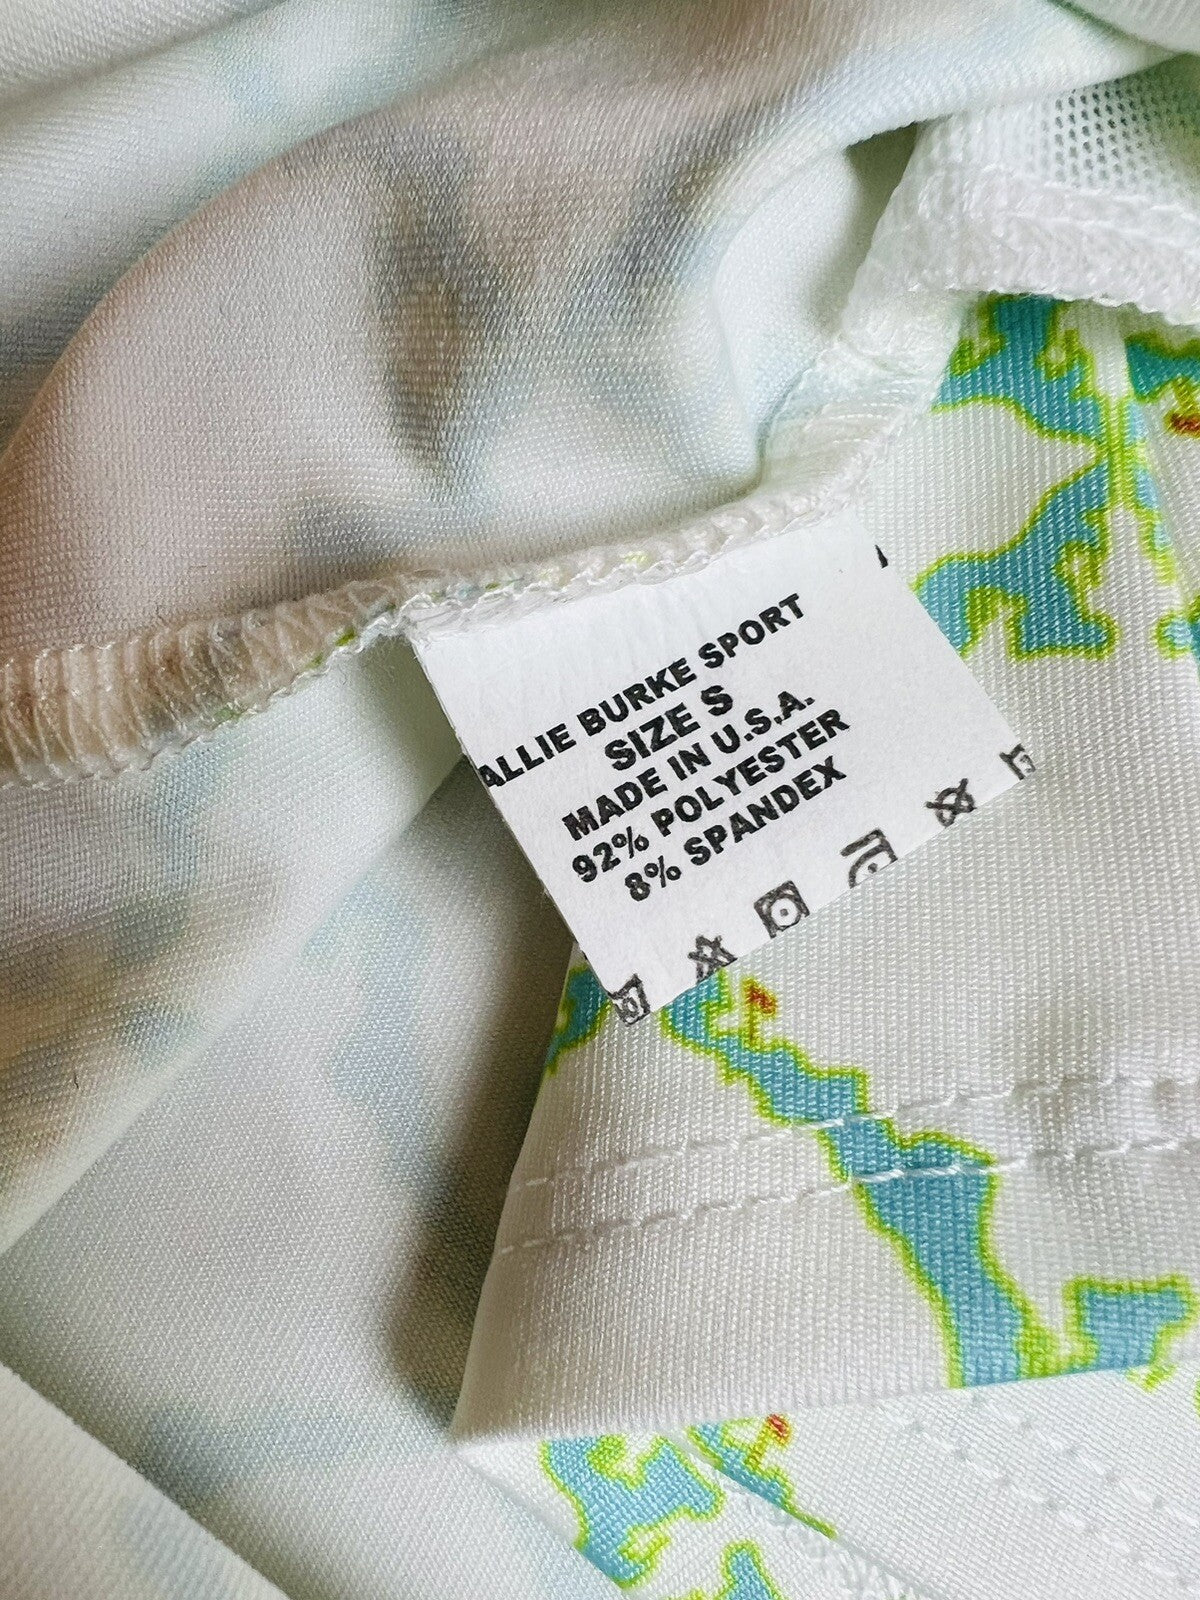 ALLIE BURKE SPORT
SIZE S
MADE IN U.S.A.
92% POLYESTER
8% SPANDEX